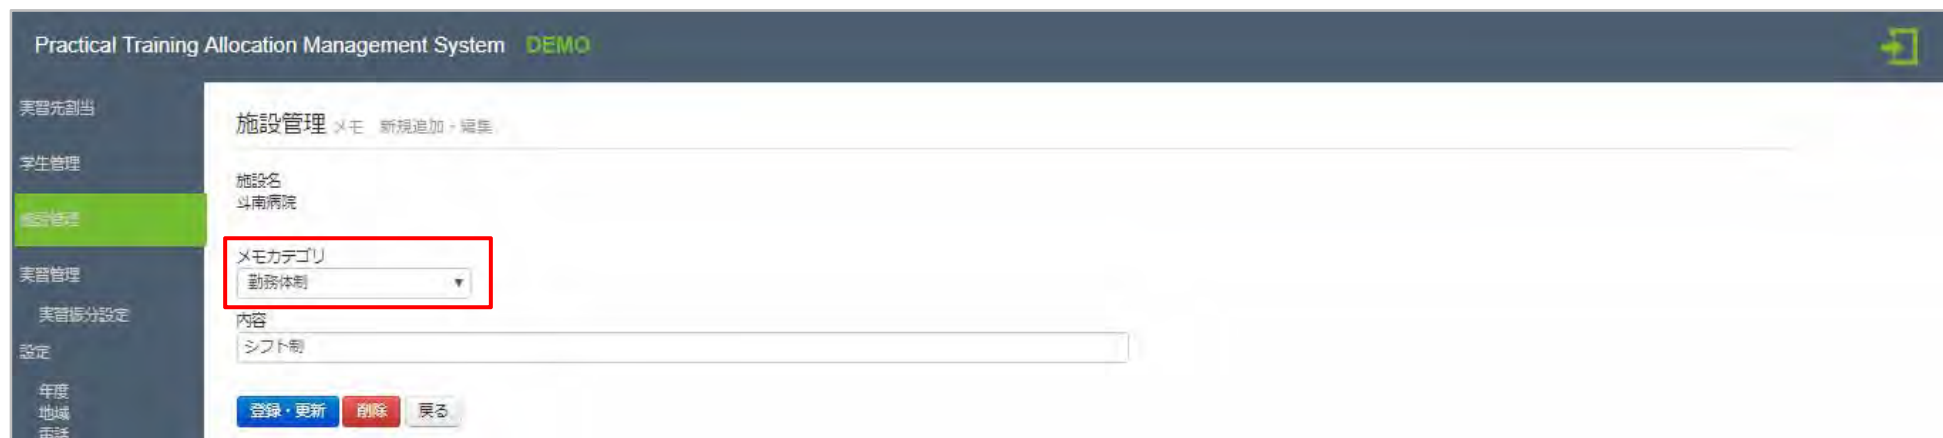 Practical Training Allocation Management System DEMO
実習先割当
学生管理
施設管理
実習管理
実習振分設定
設定
年度
地域
電話
施設管理 メモ 新規追加・編集
施設名
斗南病院
メモカテゴリ
勤務体制
内容
シフト制
登録・更新 削除 戻る